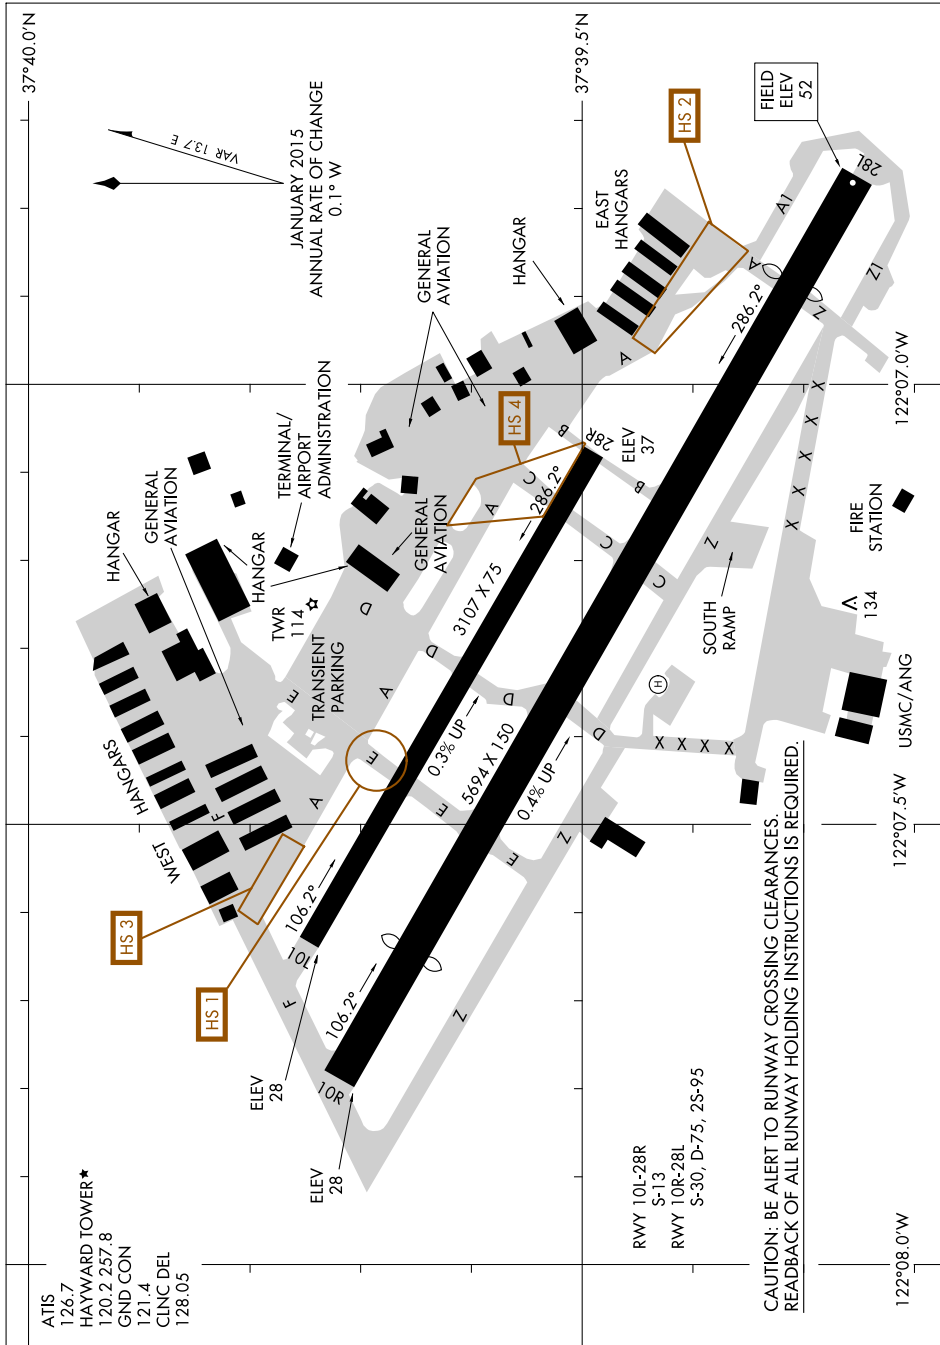 ATIS
126.7
HAYWARD TOWER★
120.2 257.8
GND CON
121.4
CLNC DEL
128.05
37°40.0'N
37°39.5'N
VAR 13.7 E
JANUARY 2015
ANNUAL RATE OF CHANGE
0.1° W
FIELD
ELEV
52
HS 2
28L
A1
A
Z1
Z
EAST
HANGARS
286.2°
HANGAR
GENERAL
AVIATION
A
HS 4
B
28R
ELEV
37
C
B
286.2°
A
122°07.0'W
TERMINAL/
AIRPORT
ADMINISTRATION
GENERAL
AVIATION
HANGAR
HANGAR
GENERAL
AVIATION
TWR
114
D
3107 X 75
C
C
Z
FIRE
STATION
X X X X
X X X
SOUTH
RAMP
134
TRANSIENT
PARKING
E
A
D
D
D
H
X X X X
USMC/ANG
0.3% UP
5694 X 150
0.4% UP
WEST
HANGARS
F
A
E
E
E
Z
122°07.5'W
HS 3
HS 1
106.2°
10L
F
106.2°
10R
Z
ELEV
28
ELEV
28
RWY 10L-28R
S-13
RWY 10R-28L
S-30, D-75, 2S-95
CAUTION: BE ALERT TO RUNWAY CROSSING CLEARANCES.
READBACK OF ALL RUNWAY HOLDING INSTRUCTIONS IS REQUIRED.
122°08.0'W